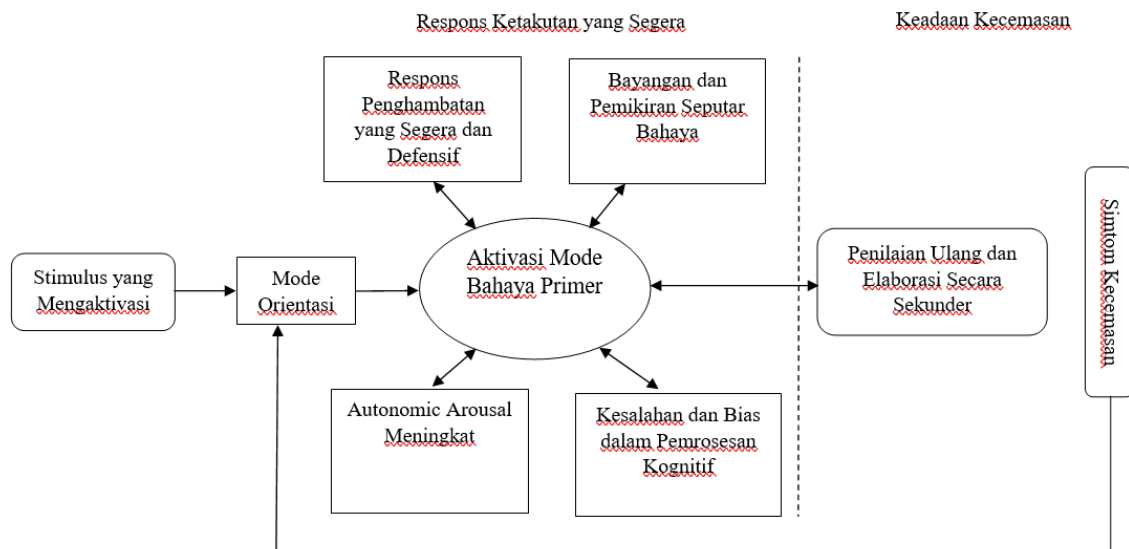 Respons Ketakutan yang Segera
Keadaan Kecemasan
Respons
Penghambatan
yang Segera dan
Defensif
Bayangan dan
Pemikiran Seputar
Bahaya
Stimulus yang
Mengaktivasi
Mode
Orientasi
Aktivasi Mode
Bahaya Primer
Penilaian Ulang dan
Elaborasi Secara
Sekunder
Simtom Kecemasan
Autonomic Arousal
Meningkat
Kesalahan dan Bias
dalam Pemrosesan
Kognitif